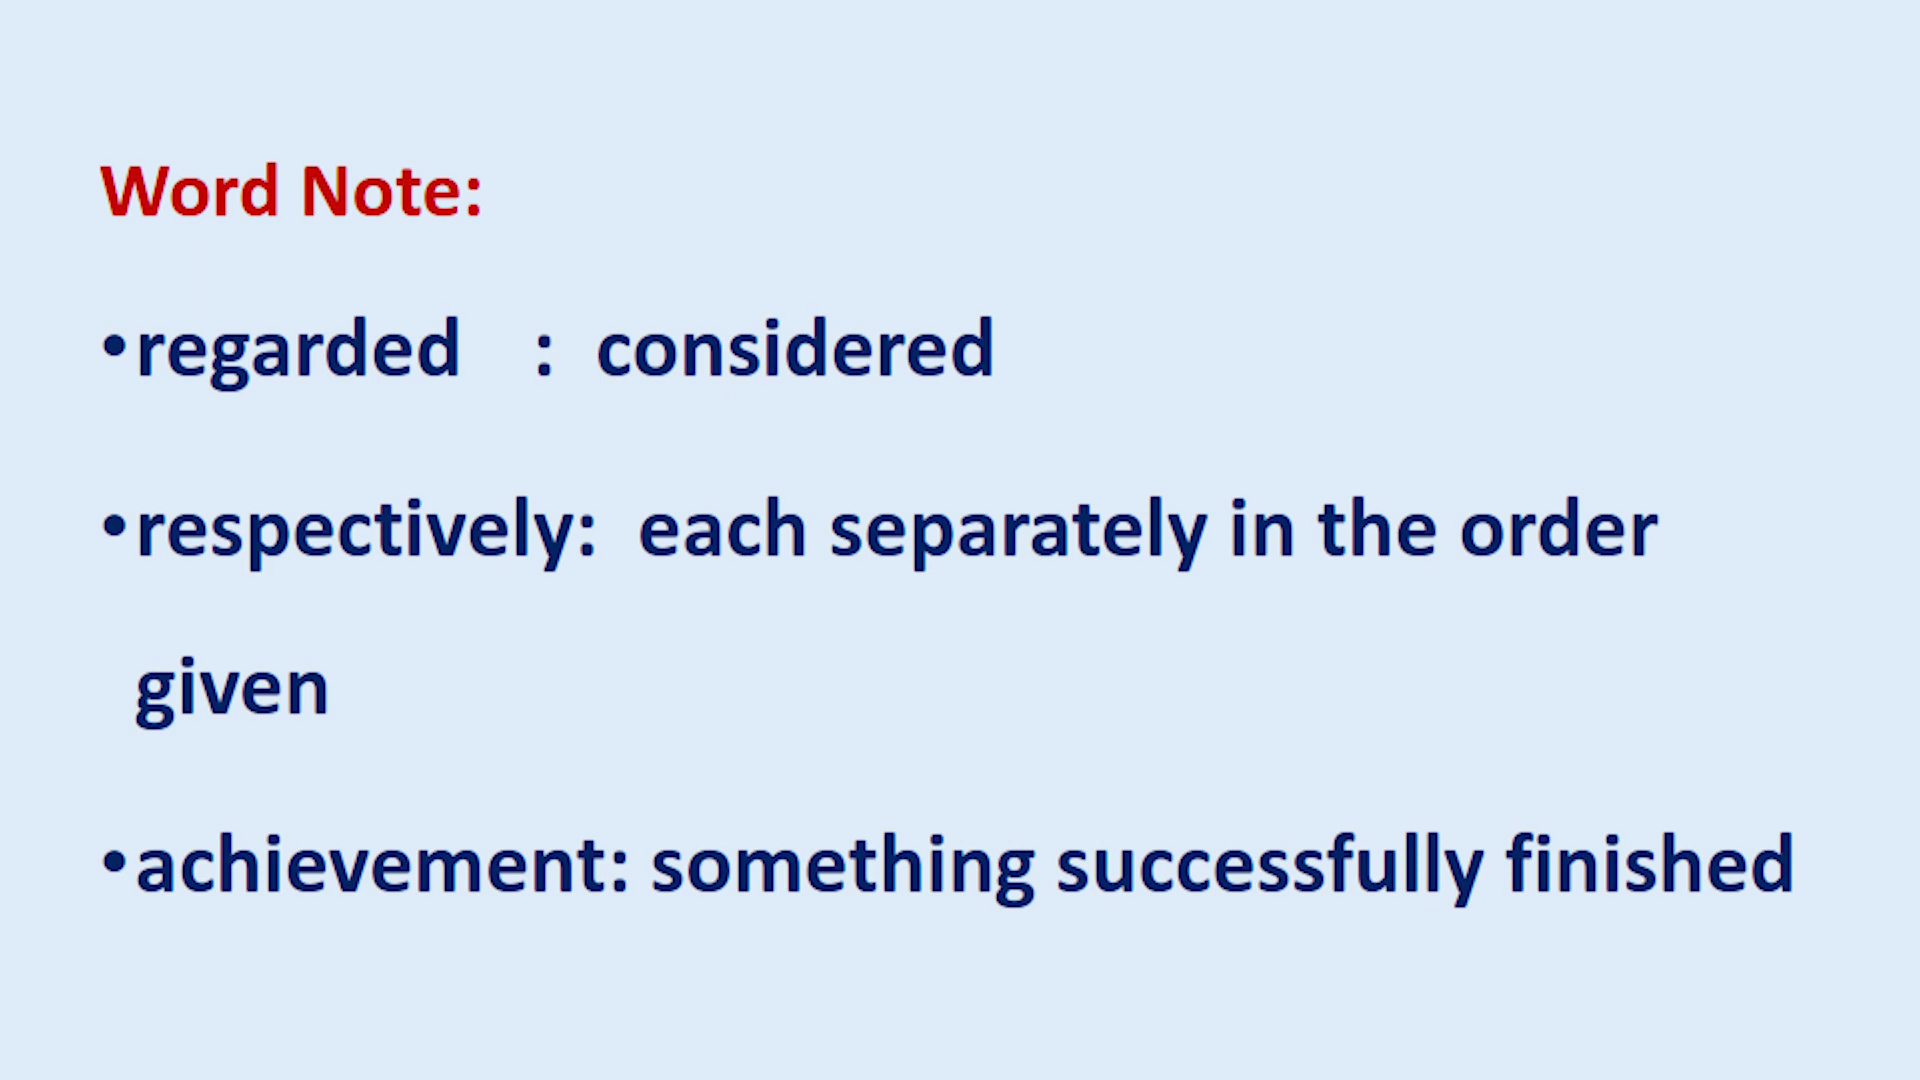 Word Note:
•regarded : considered
•respectively: each separately in the order
given
•achievement: something successfully finished